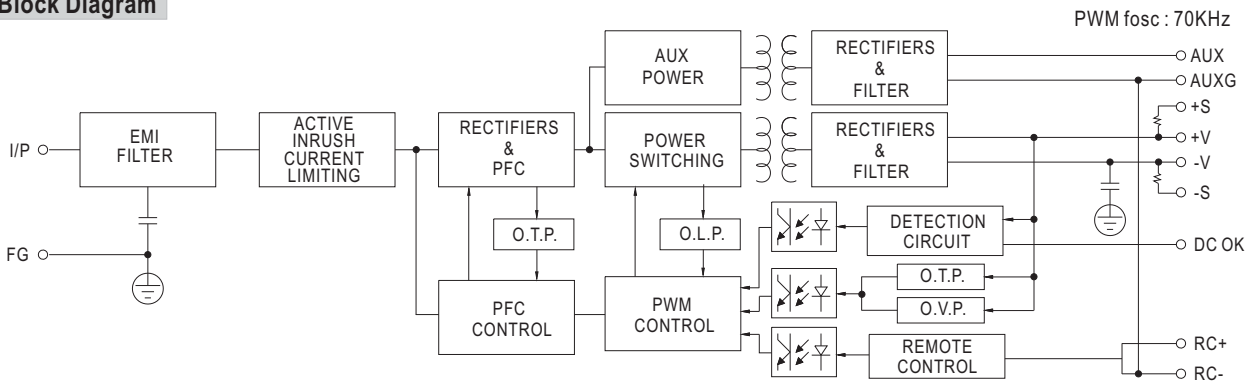 Block Diagram
PWM fosc : 70KHz
I/P
FG
EMI
FILTER
ACTIVE
INRUSH
CURRENT
LIMITING
RECTIFIERS
&
PFC
O.T.P.
PFC
CONTROL
AUX
POWER
POWER
SWITCHING
O.L.P.
PWM
CONTROL
RECTIFIERS
&
FILTER
RECTIFIERS
&
FILTER
DETECTION
CIRCUIT
O.T.P.
O.V.P.
REMOTE
CONTROL
AUX
AUXG
+S
+V
-V
-S
DC OK
RC+
RC-